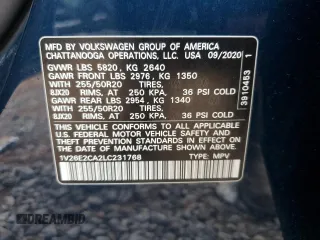 MFD BY VOLKSWAGEN GROUP OF AMERICA
CHATTANOOGA OPERATIONS, LLC. USA 09/2020
GVWR LBS 5820, KG 2640
GAWR FRONT LBS 2976, KG 1350
WITH 255/50R20 TIRES,
8JX20 RIMS, AT 250 KPA, 36 PSI COLD
GAWR REAR LBS 2954, KG 1340
WITH 255/50R20 TIRES,
8JX20 RIMS, AT 250 KPA, 36 PSI COLD
THIS VEHICLE CONFORMS TO ALL APPLICABLE
U.S. FEDERAL MOTOR VEHICLE SAFETY
STANDARDS IN EFFECT ON THE DATE OF
MANUFACTURE SHOWN ABOVE.
1V26E2CA2LC231768 TYPE: MPV
3910453 1